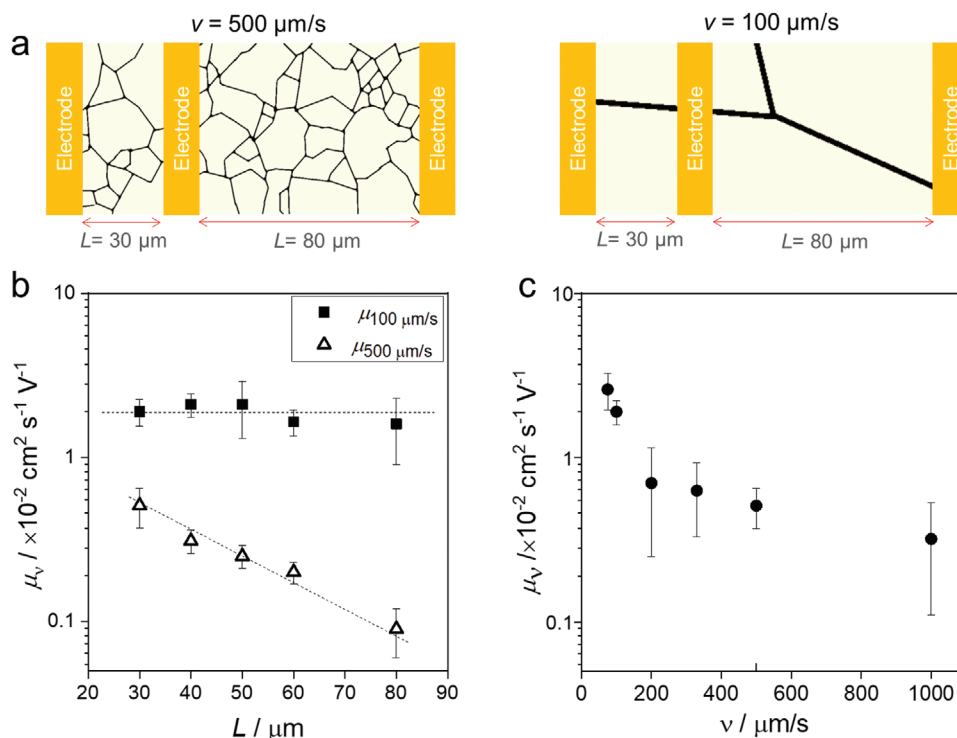 a
v = 500 µm/s
v = 100 µm/s
Electrode
Electrode
Electrode
Electrode
Electrode
Electrode
L= 30 µm
L= 80 µm
L= 30 µm
L= 80 µm
b
10
1
0.1
μν / ×10⁻² cm² s⁻¹ V⁻¹
μ100 µm/s
μ500 µm/s
20 30 40 50 60 70 80 90
L / µm
c
10
1
0.1
μν /×10⁻² cm² s⁻¹ V⁻¹
0 200 400 600 800 1000
ν / µm/s